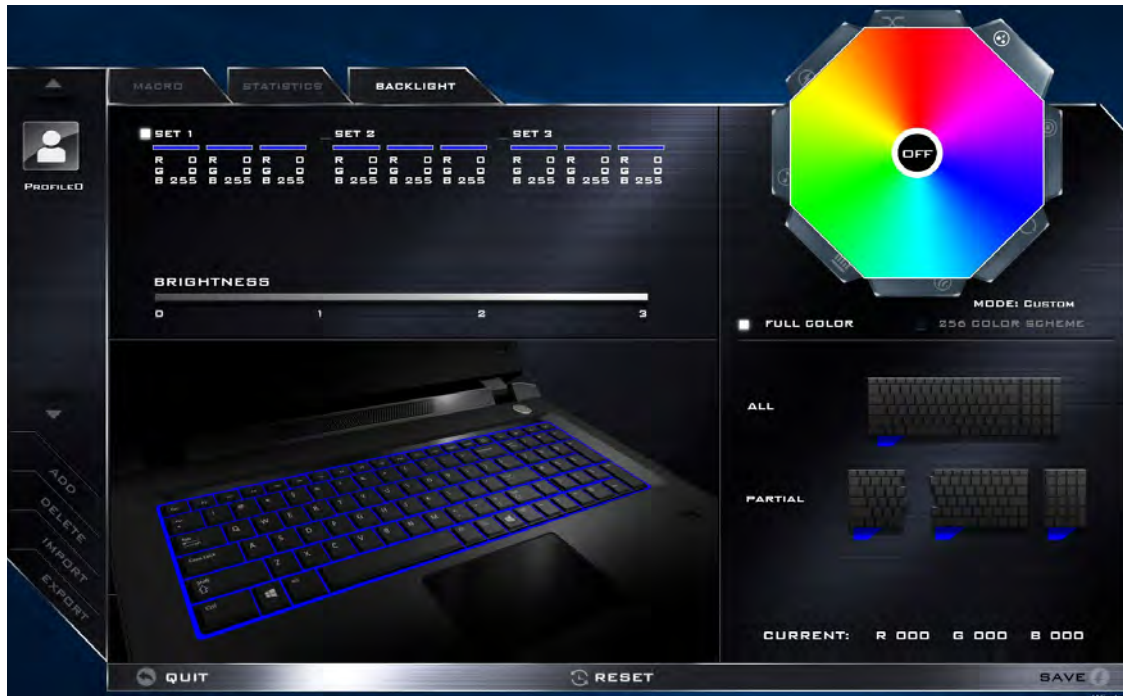 MACRO
STATISTICS
BACKLIGHT
PROFILE0
SET 1
SET 2
SET 3
R 0 R 0 R 0 R 0 R 0 R 0 R 0 R 0 R 0
G 0 G 0 G 0 G 0 G 0 G 0 G 0 G 0 G 0
B 255 B 255 B 255 B 255 B 255 B 255 B 255 B 255 B 255
OFF
BRIGHTNESS
0 1 2 3
MODE: CUSTOM
FULL COLOR
256 COLOR SCHEME
ALL
PARTIAL
ADD
DELETE
IMPORT
EXPORT
CURRENT: R 000 G 000 B 000
QUIT
RESET
SAVE